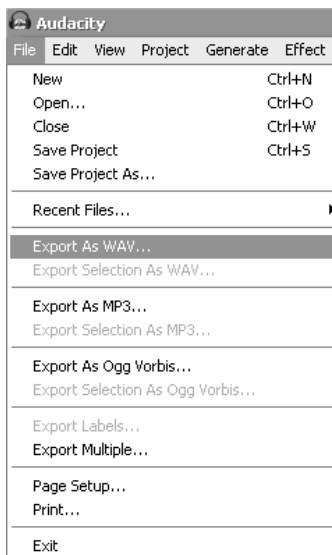 Audacity
File Edit View Project Generate Effect
New Ctrl+N
Open... Ctrl+O
Close Ctrl+W
Save Project Ctrl+S
Save Project As...
Recent Files...
Export As WAV...
Export Selection As WAV...
Export As MP3...
Export Selection As MP3...
Export As Ogg Vorbis...
Export Selection As Ogg Vorbis...
Export Labels...
Export Multiple...
Page Setup...
Print...
Exit